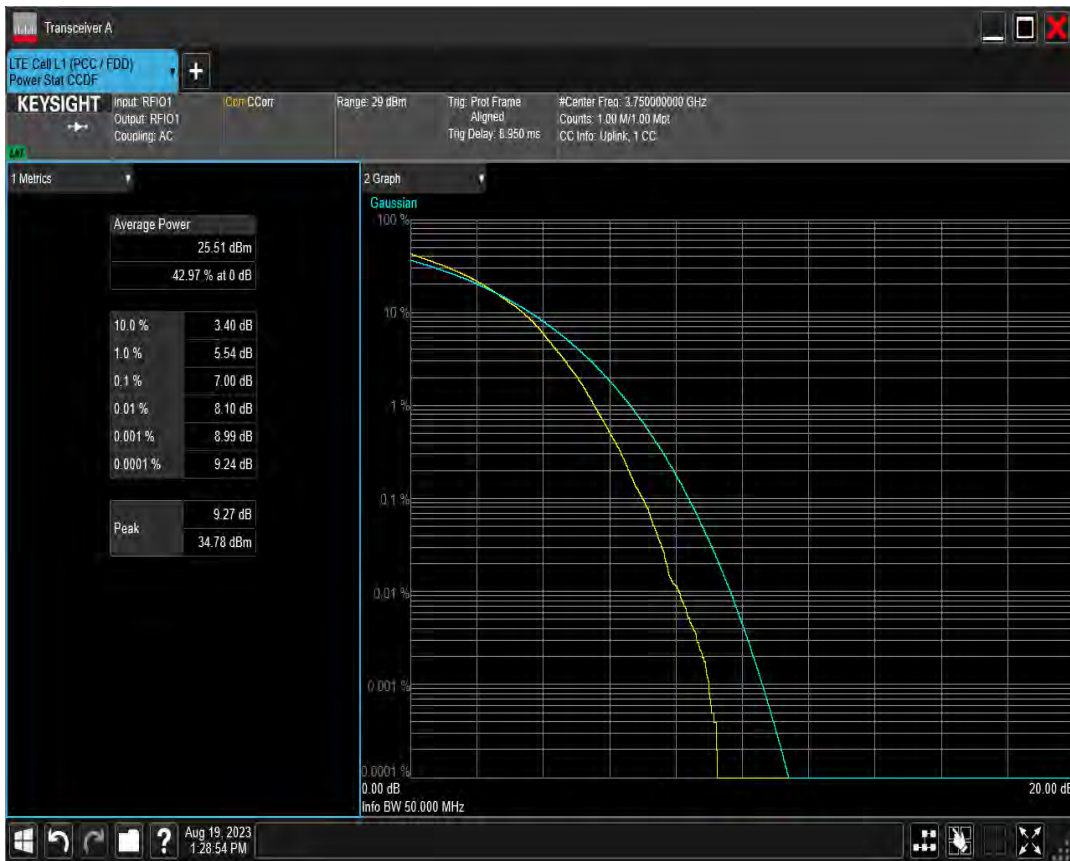 Transceiver A
LTE Cell L1 (PCC / FDD)
Power Stat CCDF
+
KEYSIGHT
Input: RFIO1
Output: RFIO1
Coupling: AC
Corr CCorr
Range: 29 dBm
Trig: Prot Frame
Aligned
Trig Delay: 8.950 ms
#Center Freq: 3.750000000 GHz
Counts: 1.00 M/1.00 Mpt
CC Info: Uplink, 1 CC
LXI
1 Metrics
Average Power
25.51 dBm
42.97 % at 0 dB
10.0 % 3.40 dB
1.0 % 5.54 dB
0.1 % 7.00 dB
0.01 % 8.10 dB
0.001 % 8.99 dB
0.0001 % 9.24 dB
Peak
9.27 dB
34.78 dBm
2 Graph
Gaussian
100 %
10 %
1 %
0.1 %
0.01 %
0.001 %
0.0001 %
0.00 dB
20.00 dB
Info BW 50.000 MHz
?
Aug 19, 2023
1:28:54 PM